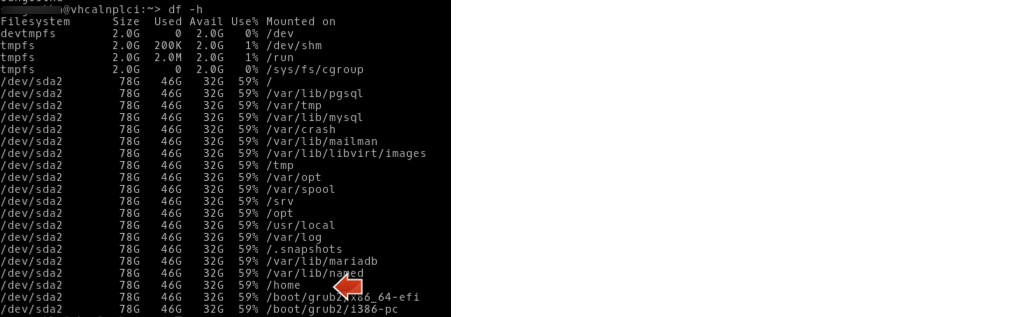 @vhcalnplci:~> df -h
Filesystem Size Used Avail Use% Mounted on
devtmpfs 2.0G 0 2.0G 0% /dev
tmpfs 2.0G 200K 2.0G 1% /dev/shm
tmpfs 2.0G 2.0M 2.0G 1% /run
tmpfs 2.0G 0 2.0G 0% /sys/fs/cgroup
/dev/sda2 78G 46G 32G 59% /
/dev/sda2 78G 46G 32G 59% /var/lib/pgsql
/dev/sda2 78G 46G 32G 59% /var/tmp
/dev/sda2 78G 46G 32G 59% /var/lib/mysql
/dev/sda2 78G 46G 32G 59% /var/crash
/dev/sda2 78G 46G 32G 59% /var/lib/mailman
/dev/sda2 78G 46G 32G 59% /var/lib/libvirt/images
/dev/sda2 78G 46G 32G 59% /tmp
/dev/sda2 78G 46G 32G 59% /var/opt
/dev/sda2 78G 46G 32G 59% /var/spool
/dev/sda2 78G 46G 32G 59% /srv
/dev/sda2 78G 46G 32G 59% /opt
/dev/sda2 78G 46G 32G 59% /usr/local
/dev/sda2 78G 46G 32G 59% /var/log
/dev/sda2 78G 46G 32G 59% /.snapshots
/dev/sda2 78G 46G 32G 59% /var/lib/mariadb
/dev/sda2 78G 46G 32G 59% /var/lib/named
/dev/sda2 78G 46G 32G 59% /home
/dev/sda2 78G 46G 32G 59% /boot/grub2/x86_64-efi
/dev/sda2 78G 46G 32G 59% /boot/grub2/i386-pc